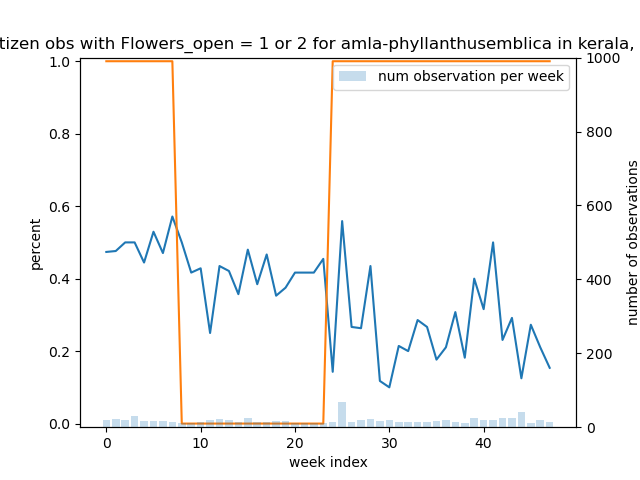 tizen obs with Flowers_open = 1 or 2 for amla-phyllanthusemblica in kerala,
num observation per week
1.0
0.8
0.6
0.4
0.2
0.0
percent
1000
800
600
400
200
0
number of observations
0 10 20 30 40
week index